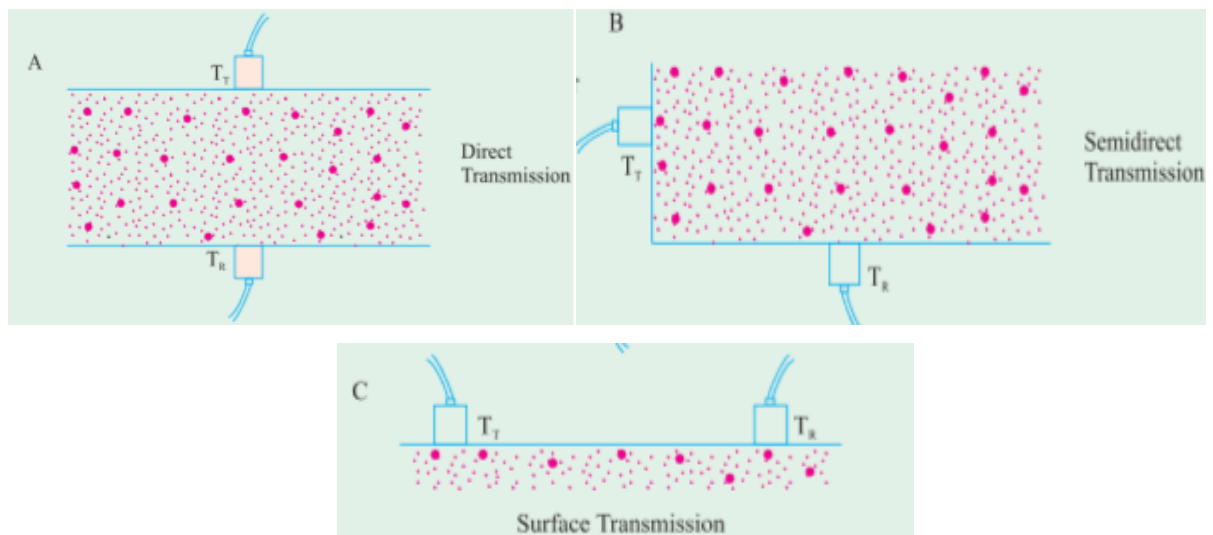 A
T_T
Direct
Transmission
T_R
B
T_T
Semidirect
Transmission
T_R
C
T_T
T_R
Surface Transmission